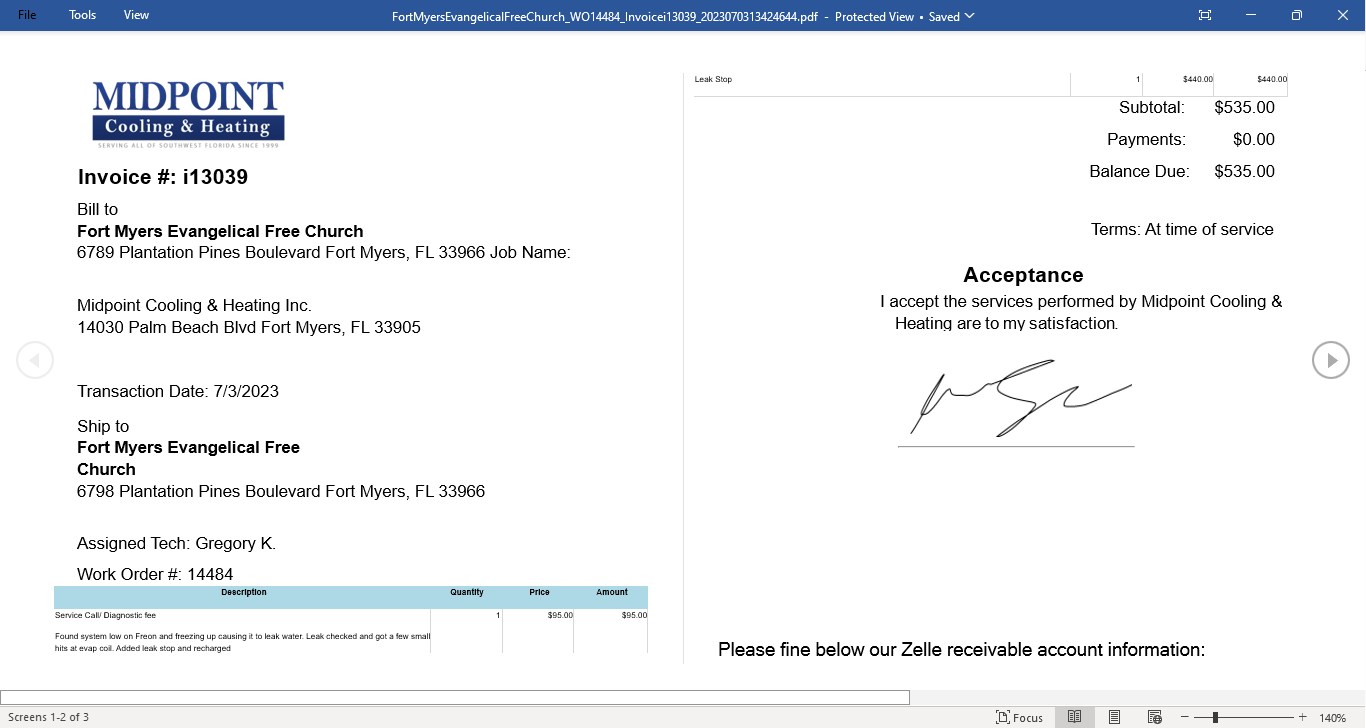 File Tools View FortMyersEvangelicalFreeChurch_WO14484_Invoicei13039_2023070313424644.pdf - Protected View • Saved
MIDPOINT
Cooling & Heating
SERVING ALL OF SOUTHWEST FLORIDA SINCE 1999
Invoice #: i13039
Bill to
Fort Myers Evangelical Free Church
6789 Plantation Pines Boulevard Fort Myers, FL 33966 Job Name:
Midpoint Cooling & Heating Inc.
14030 Palm Beach Blvd Fort Myers, FL 33905
Transaction Date: 7/3/2023
Ship to
Fort Myers Evangelical Free
Church
6798 Plantation Pines Boulevard Fort Myers, FL 33966
Assigned Tech: Gregory K.
Work Order #: 14484
Description Quantity Price Amount
Service Call/ Diagnostic fee 1 $95.00 $95.00
Found system low on Freon and freezing up causing it to leak water. Leak checked and got a few small
hits at evap coil. Added leak stop and recharged
Leak Stop 1 $440.00 $440.00
Subtotal: $535.00
Payments: $0.00
Balance Due: $535.00
Terms: At time of service
Acceptance
I accept the services performed by Midpoint Cooling &
Heating are to my satisfaction.
Please fine below our Zelle receivable account information:
Screens 1-2 of 3 Focus 140%